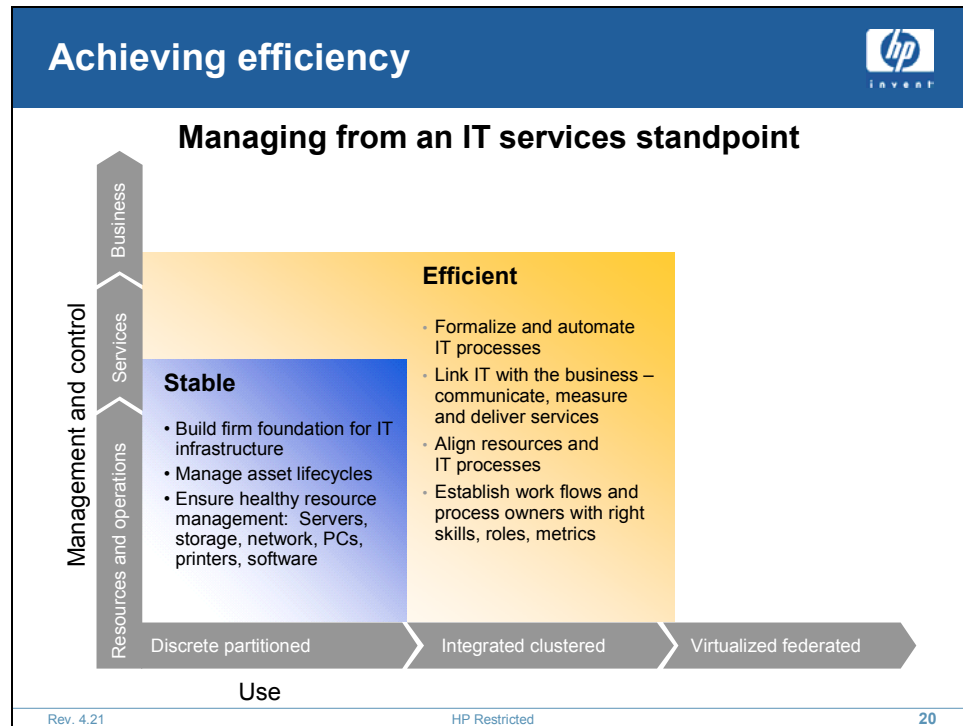 Achieving efficiency
hp
invent
Managing from an IT services standpoint
Management and control
Business
Services
Resources and operations
Stable
• Build firm foundation for IT
infrastructure
• Manage asset lifecycles
• Ensure healthy resource
management: Servers,
storage, network, PCs,
printers, software
Efficient
• Formalize and automate
IT processes
• Link IT with the business –
communicate, measure
and deliver services
• Align resources and
IT processes
• Establish work flows and
process owners with right
skills, roles, metrics
Discrete partitioned
Integrated clustered
Virtualized federated
Use
Rev. 4.21
HP Restricted
20